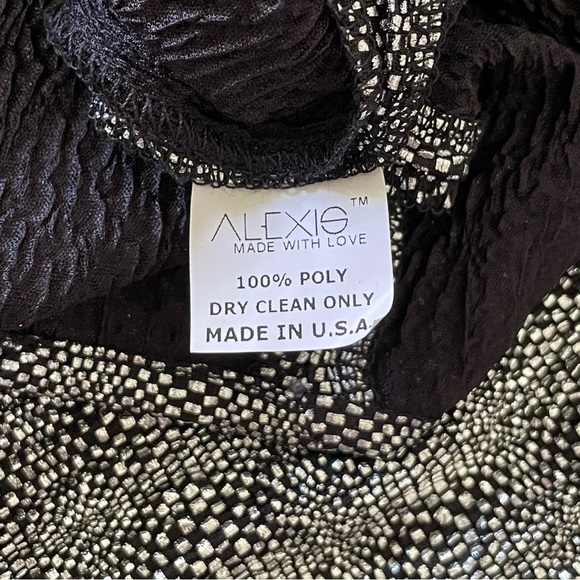 ALEXIS™
MADE WITH LOVE
100% POLY
DRY CLEAN ONLY
MADE IN U.S.A